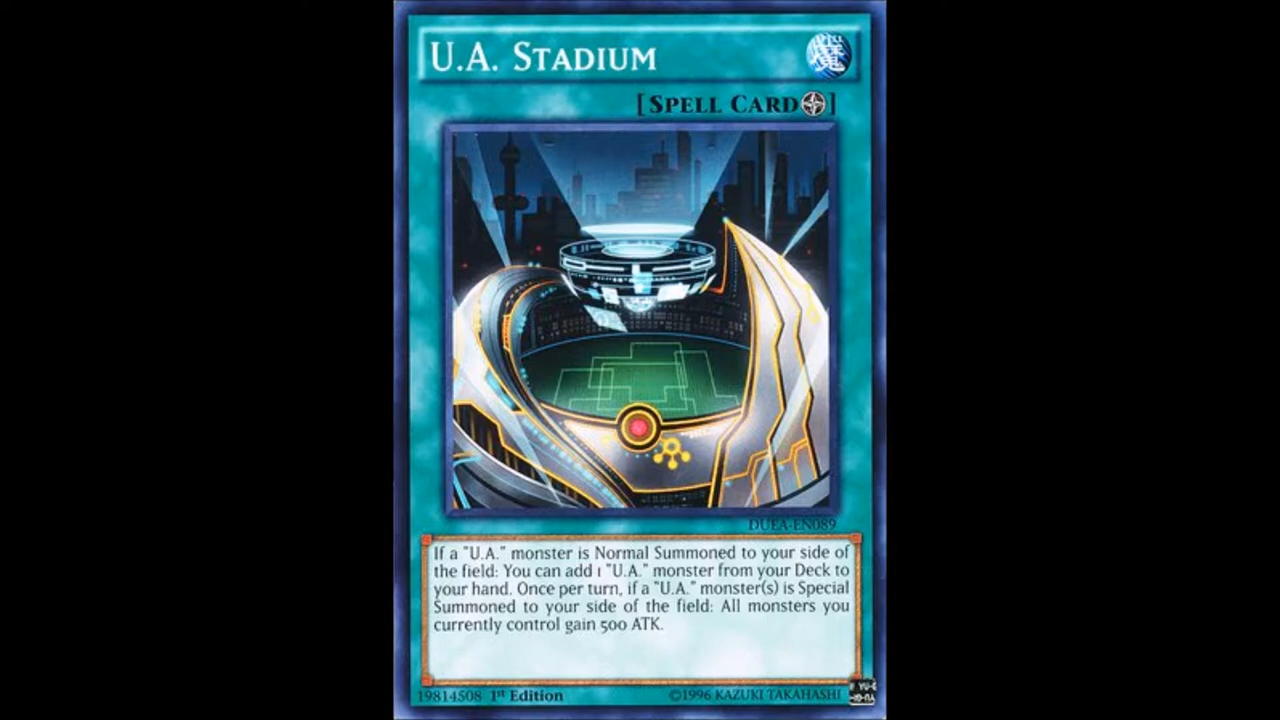 U.A. STADIUM
魔
[SPELL CARD]
DUEA-EN089
If a "U.A." monster is Normal Summoned to your side of
the field: You can add 1 "U.A." monster from your Deck to
your hand. Once per turn, if a "U.A." monster(s) is Special
Summoned to your side of the field: All monsters you
currently control gain 500 ATK.
19814508 1st Edition
©1996 KAZUKI TAKAHASHI